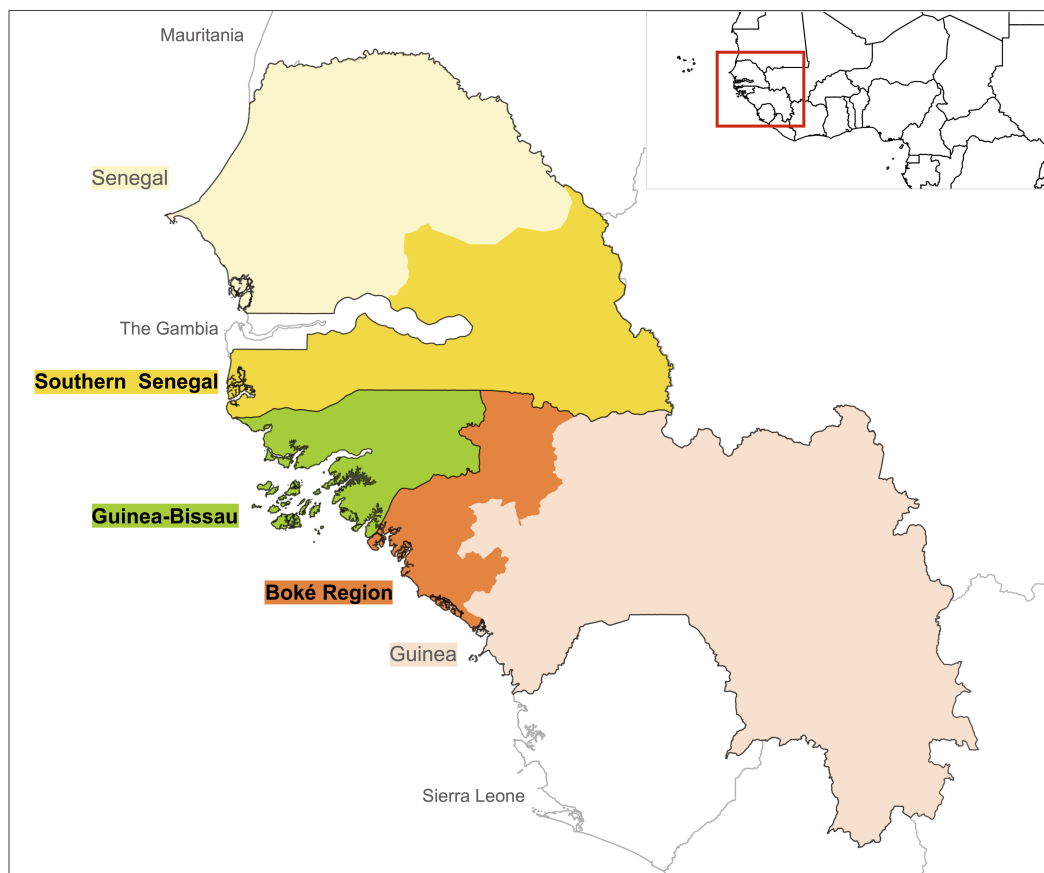 Mauritania
Senegal
The Gambia
Southern Senegal
Guinea-Bissau
Boké Region
Guinea
Sierra Leone